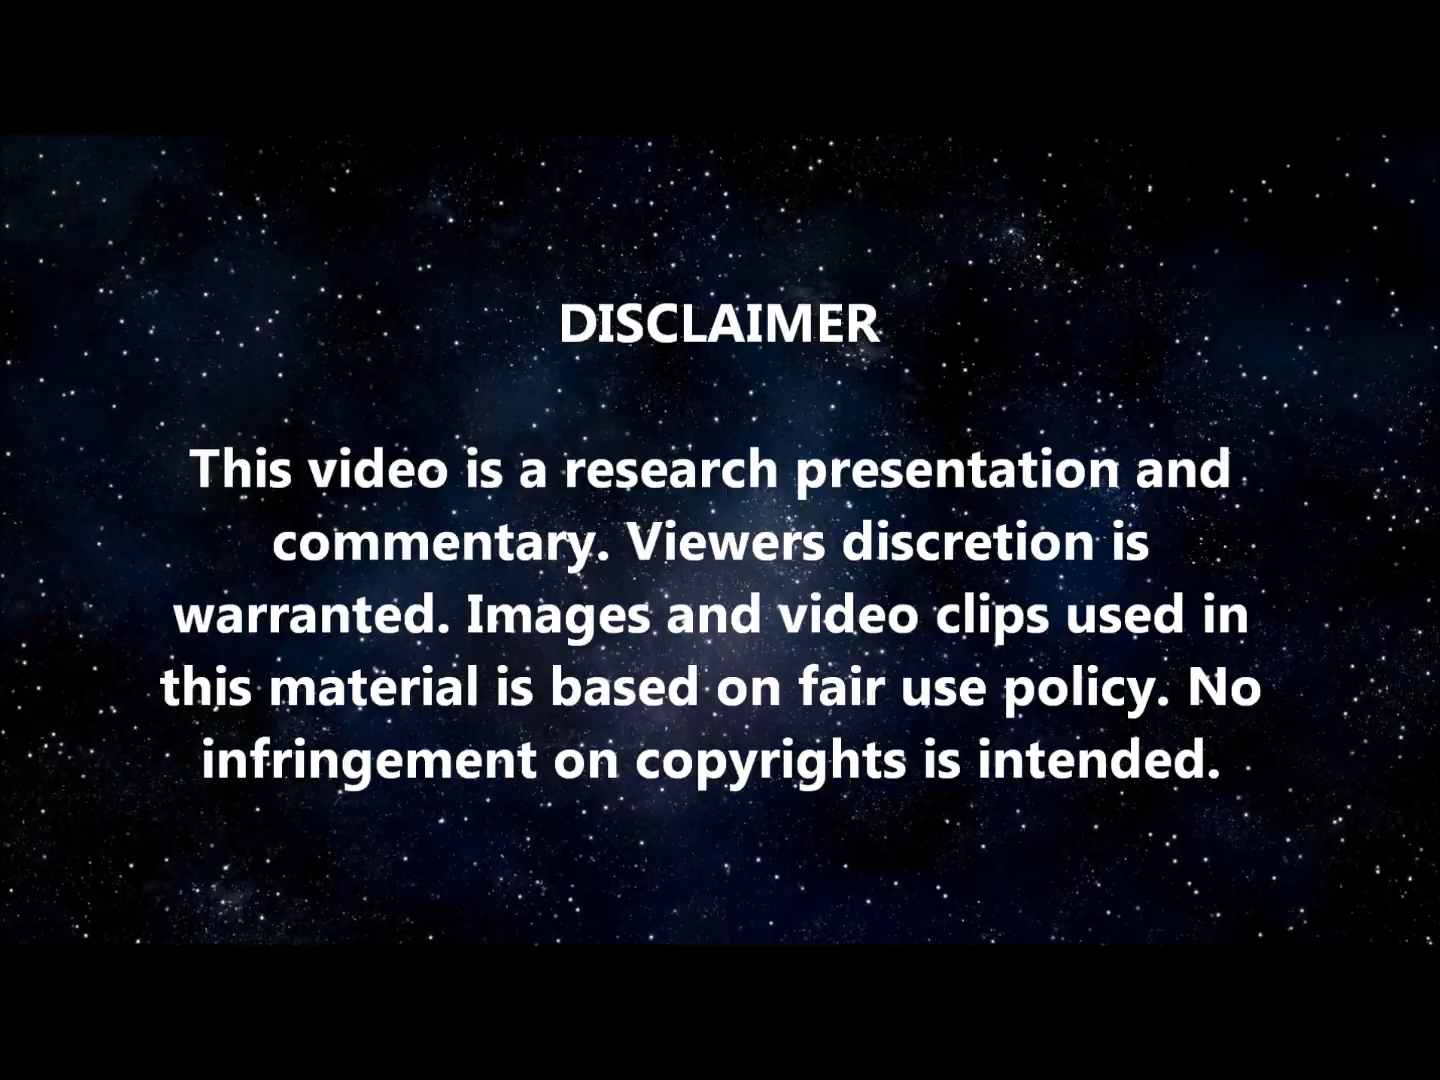 DISCLAIMER
This video is a research presentation and
commentary. Viewers discretion is
warranted. Images and video clips used in
this material is based on fair use policy. No
infringement on copyrights is intended.